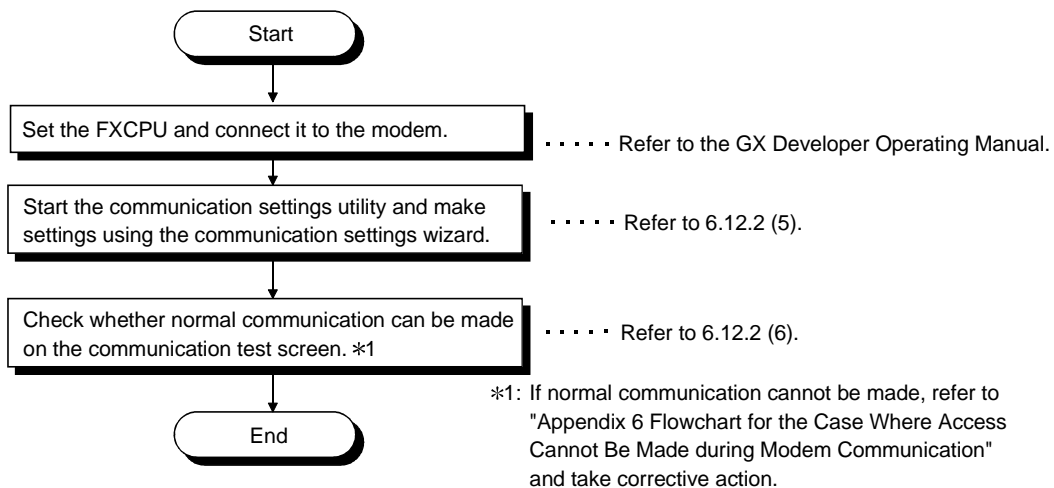 Start
Set the FXCPU and connect it to the modem.
· · · · · Refer to the GX Developer Operating Manual.
Start the communication settings utility and make
settings using the communication settings wizard.
· · · · · Refer to 6.12.2 (5).
Check whether normal communication can be made
on the communication test screen. *1
· · · · · Refer to 6.12.2 (6).
*1: If normal communication cannot be made, refer to
"Appendix 6 Flowchart for the Case Where Access
Cannot Be Made during Modem Communication"
and take corrective action.
End